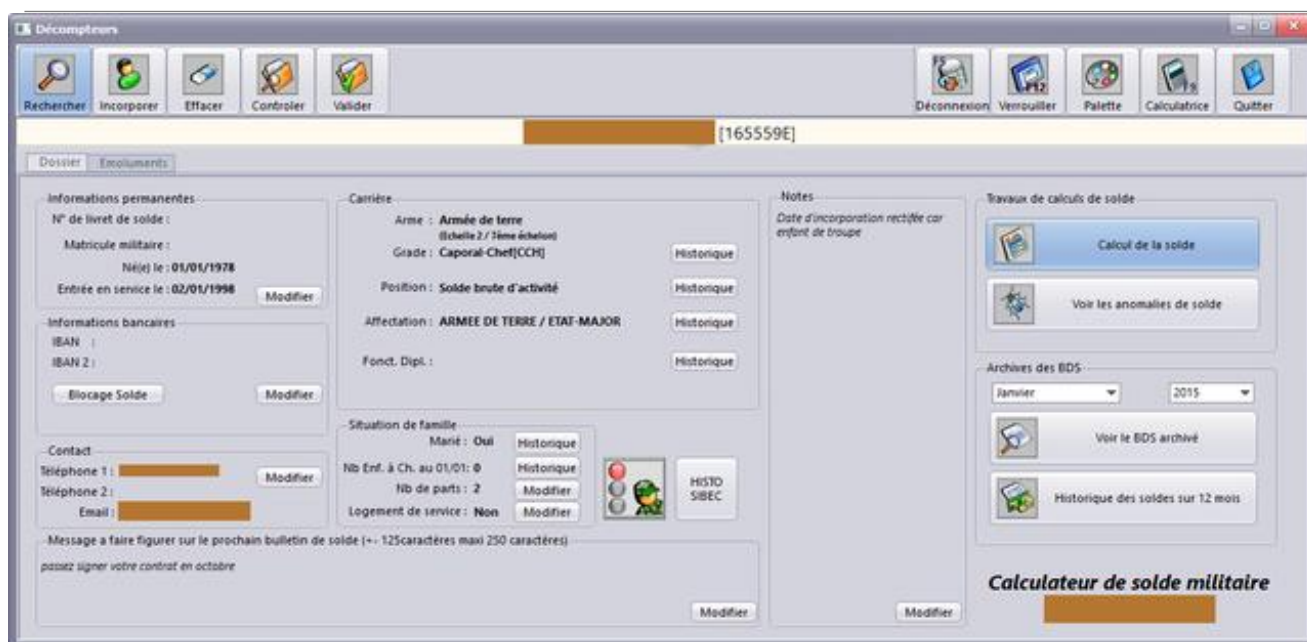 Décompteurs
Rechercher Incorporer Effacer Controler Valider
Déconnexion Verrouiller Palette Calculatrice Quitter
[165559E]
Dossier Emoluments
Informations permanentes
N° de livret de solde :
Matricule militaire :
Né(e) le : 01/01/1978
Entrée en service le : 02/01/1998 Modifier
Informations bancaires
IBAN :
IBAN 2 :
Blocage Solde Modifier
Contact
Téléphone 1 : Modifier
Téléphone 2 :
Email :
Carrière
Arme : Armée de terre
(Echelle 2 / 7ème échelon)
Grade : Caporal-Chef[CCH] Historique
Position : Solde brute d'activité Historique
Affectation : ARMEE DE TERRE / ETAT-MAJOR Historique
Fonct. Dipl. : Historique
Situation de famille
Marié : Oui Historique
Nb Enf. à Ch. au 01/01: 0 Historique
Nb de parts : 2 Modifier
Logement de service : Non Modifier
HISTO
SIBEC
Message a faire figurer sur le prochain bulletin de solde (+- 125caractères maxi 250 caractères)
passez signer votre contrat en octobre
Modifier
Notes
Date d'incorporation rectifée car
enfant de troupe
Modifier
Travaux de calculs de solde
Calcul de la solde
Voir les anomalies de solde
Archives des BDS
Janvier 2015
Voir le BDS archivé
Historique des soldes sur 12 mois
Calculateur de solde militaire